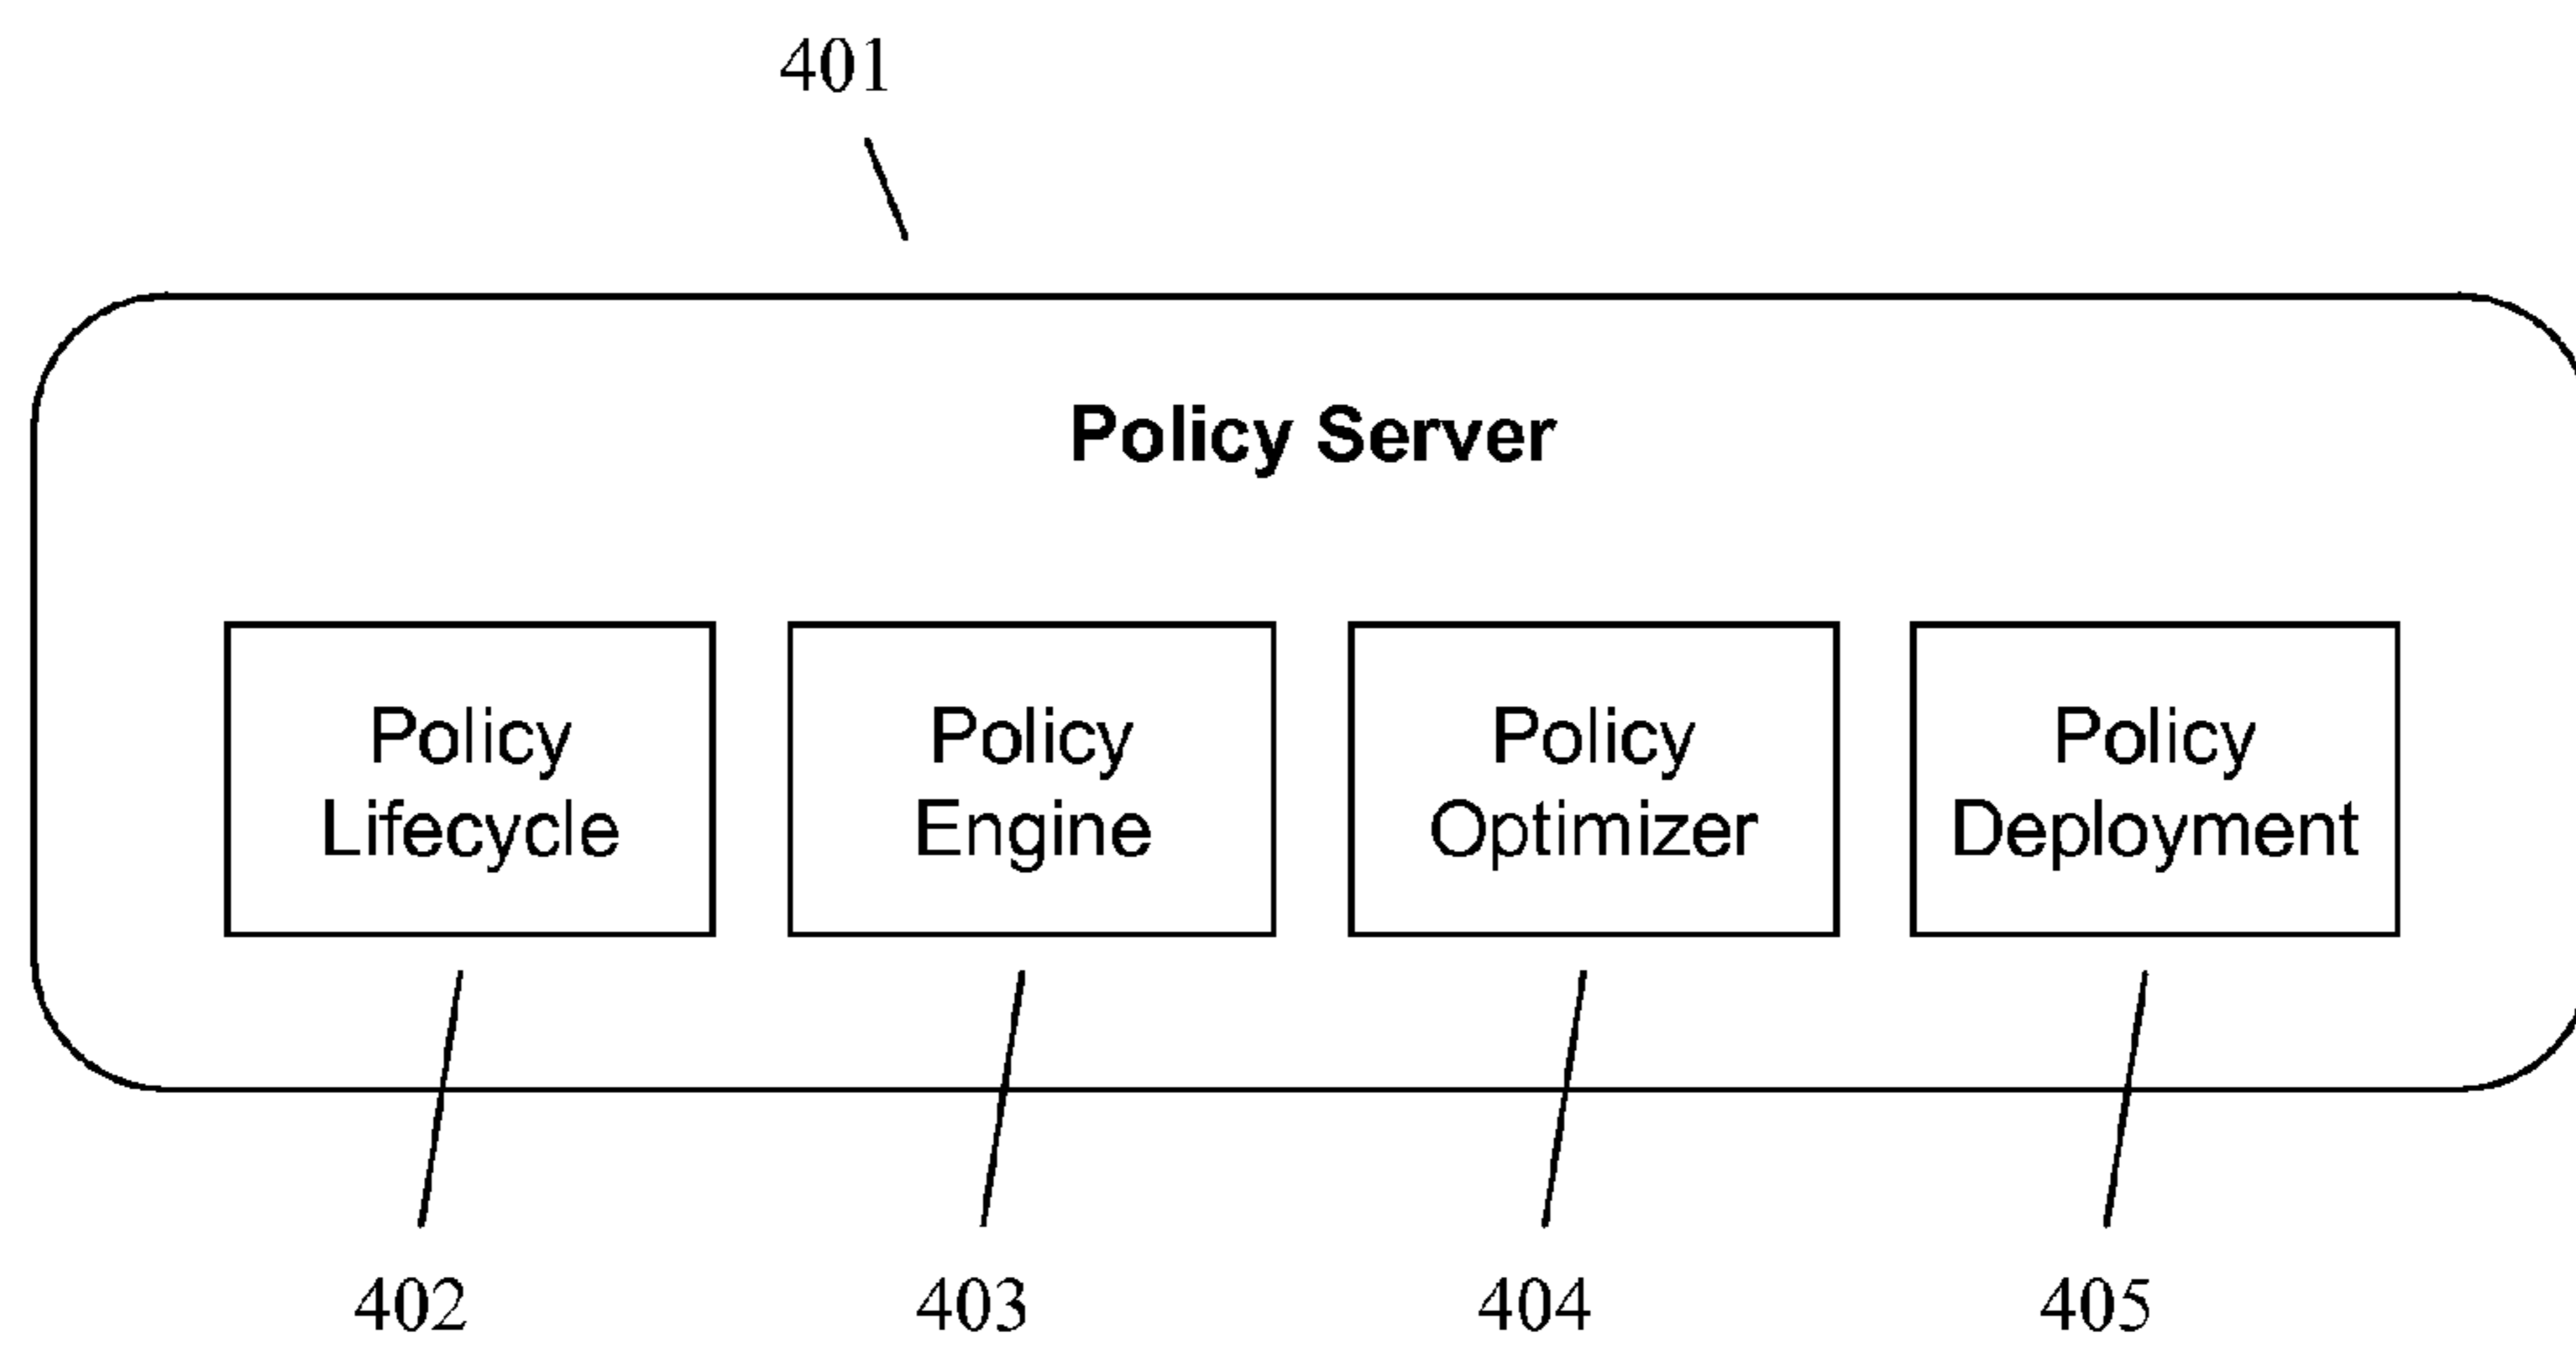 401
Policy Server
Policy
Lifecycle
Policy
Engine
Policy
Optimizer
Policy
Deployment
402
403
404
405